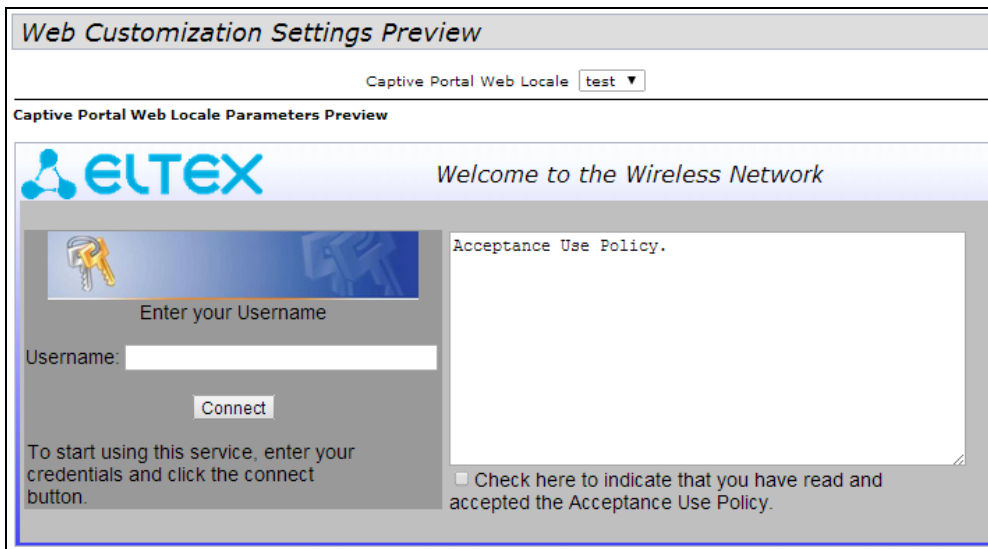 Web Customization Settings Preview
Captive Portal Web Locale test
Captive Portal Web Locale Parameters Preview
ELTEX Welcome to the Wireless Network
Enter your Username
Username:
Connect
To start using this service, enter your
credentials and click the connect
button.
Acceptance Use Policy.
Check here to indicate that you have read and
accepted the Acceptance Use Policy.